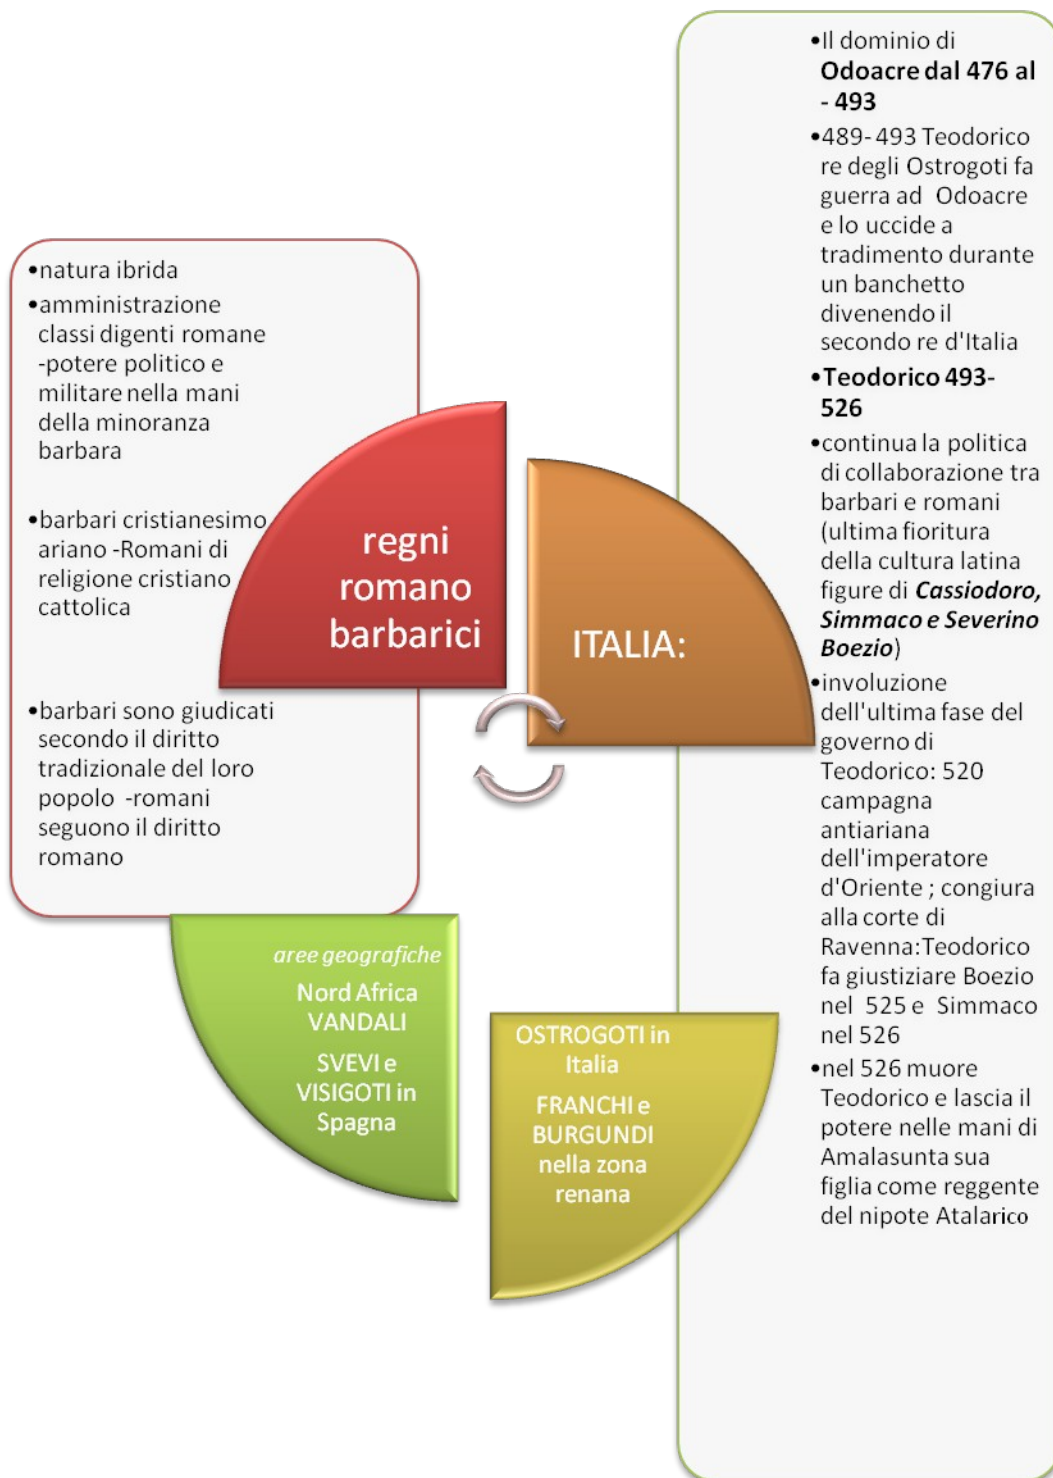 •natura ibrida
•amministrazione
classi digenti romane
-potere politico e
militare nella mani
della minoranza
barbara
•barbari cristianesimo
ariano -Romani di
religione cristiano
cattolica
•barbari sono giudicati
secondo il diritto
tradizionale del loro
popolo -romani
seguono il diritto
romano
regni
romano
barbarici
ITALIA:
•Il dominio di
Odoacre dal 476 al
- 493
•489-493 Teodorico
re degli Ostrogoti fa
guerra ad Odoacre
e lo uccide a
tradimento durante
un banchetto
divenendo il
secondo re d'Italia
•Teodorico 493-
526
•continua la politica
di collaborazione tra
barbari e romani
(ultima fioritura
della cultura latina
figure di Cassiodoro,
Simmaco e Severino
Boezio)
•involuzione
dell'ultima fase del
governo di
Teodorico: 520
campagna
antiariana
dell'imperatore
d'Oriente ; congiura
alla corte di
Ravenna:Teodorico
fa giustiziare Boezio
nel 525 e Simmaco
nel 526
•nel 526 muore
Teodorico e lascia il
potere nelle mani di
Amalasunta sua
figlia come reggente
del nipote Atalarico
aree geografiche
Nord Africa
VANDALI
SVEVI e
VISIGOTI in
Spagna
OSTROGOTI in
Italia
FRANCHI e
BURGUNDI
nella zona
renana